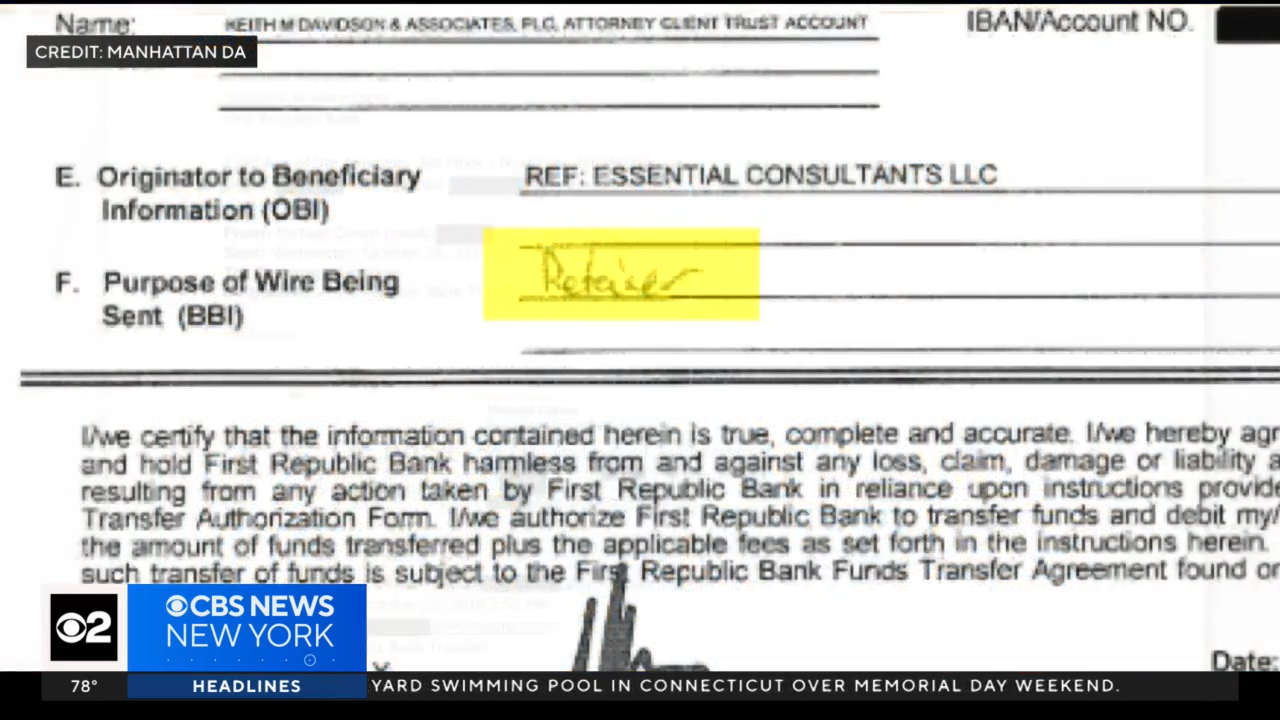 Name: KEITH M DAVIDSON & ASSOCIATES, PLC, ATTORNEY CLIENT TRUST ACCOUNT IBAN/Account NO.
CREDIT: MANHATTAN DA
E. Originator to Beneficiary REF: ESSENTIAL CONSULTANTS LLC
Information (OBI)
F. Purpose of Wire Being Retainer
Sent (BBI)
I/we certify that the information contained herein is true, complete and accurate. I/we hereby agr
and hold First Republic Bank harmless from and against any loss, claim, damage or liability a
resulting from any action taken by First Republic Bank in reliance upon instructions provide
Transfer Authorization Form. I/we authorize First Republic Bank to transfer funds and debit my/
the amount of funds transferred plus the applicable fees as set forth in the instructions herein.
such transfer of funds is subject to the First Republic Bank Funds Transfer Agreement found on
Date:
2
CBS NEWS
NEW YORK
78° HEADLINES YARD SWIMMING POOL IN CONNECTICUT OVER MEMORIAL DAY WEEKEND.